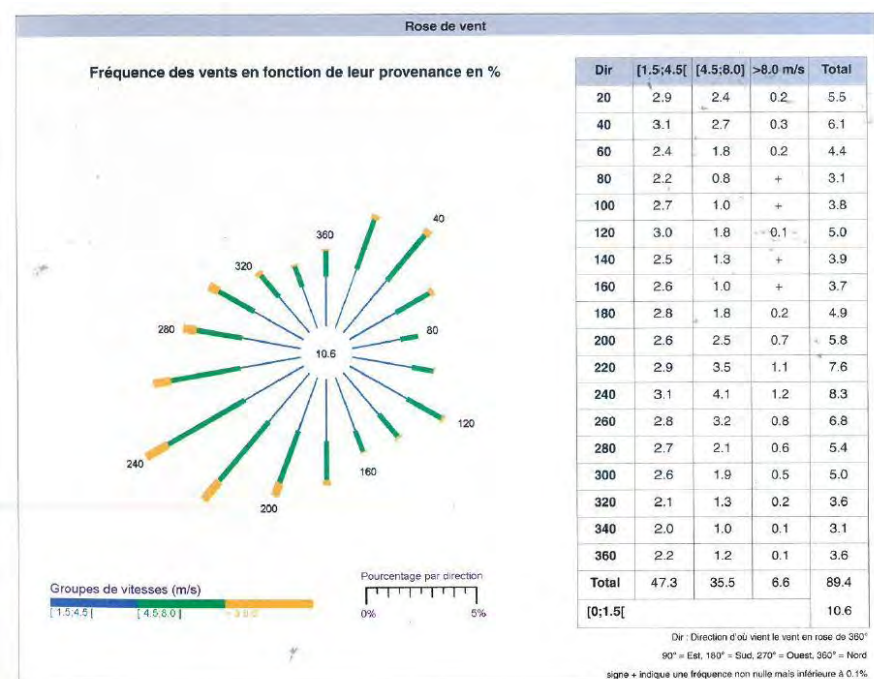 Rose de vent
Fréquence des vents en fonction de leur provenance en %
360
40
320
280
80
10.6
120
240
160
200
Groupes de vitesses (m/s)
[1.5;4.5[ [4.5;8.0]
Pourcentage par direction
0% 5%
Dir [1.5;4.5[ [4.5;8.0] >8.0 m/s Total
20 2.9 2.4 0.2 5.5
40 3.1 2.7 0.3 6.1
60 2.4 1.8 0.2 4.4
80 2.2 0.8 + 3.1
100 2.7 1.0 + 3.8
120 3.0 1.8 0.1 5.0
140 2.5 1.3 + 3.9
160 2.6 1.0 + 3.7
180 2.8 1.8 0.2 4.9
200 2.6 2.5 0.7 5.8
220 2.9 3.5 1.1 7.6
240 3.1 4.1 1.2 8.3
260 2.8 3.2 0.8 6.8
280 2.7 2.1 0.6 5.4
300 2.6 1.9 0.5 5.0
320 2.1 1.3 0.2 3.6
340 2.0 1.0 0.1 3.1
360 2.2 1.2 0.1 3.6
Total 47.3 35.5 6.6 89.4
[0;1.5[ 10.6
Dir : Direction d'où vient le vent en rose de 360°
90° = Est, 180° = Sud, 270° = Ouest, 360° = Nord
signe + indique une fréquence non nulle mais inférieure à 0.1%